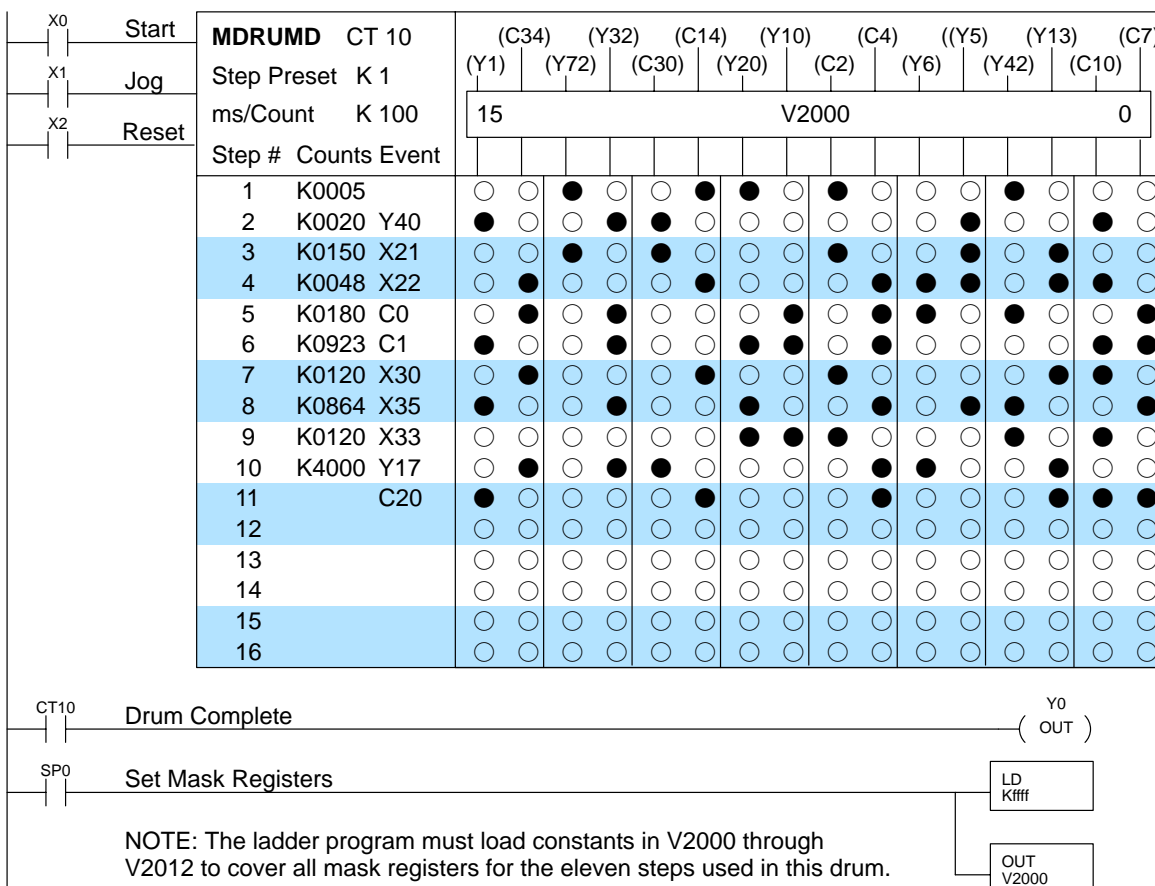 X0 Start
X1 Jog
X2 Reset
MDRUMD CT 10
Step Preset K 1
ms/Count K 100
Step # Counts Event
(C34) (Y32) (C14) (Y10) (C4) ((Y5) (Y13) (C7)
(Y1) (Y72) (C30) (Y20) (C2) (Y6) (Y42) (C10)
15 V2000 0
1 K0005
2 K0020 Y40
3 K0150 X21
4 K0048 X22
5 K0180 C0
6 K0923 C1
7 K0120 X30
8 K0864 X35
9 K0120 X33
10 K4000 Y17
11 C20
12
13
14
15
16
CT10 Drum Complete Y0
OUT
SP0 Set Mask Registers LD
Kffff
NOTE: The ladder program must load constants in V2000 through
V2012 to cover all mask registers for the eleven steps used in this drum.
OUT
V2000